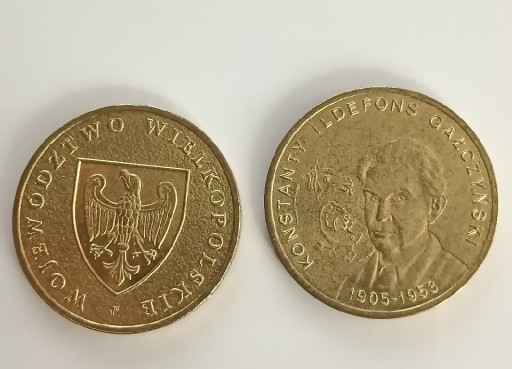 WOJEWÓDZTWO WIELKOPOLSKIE
KONSTANTY ILDEFONS GAŁCZYŃSKI
1905-1953